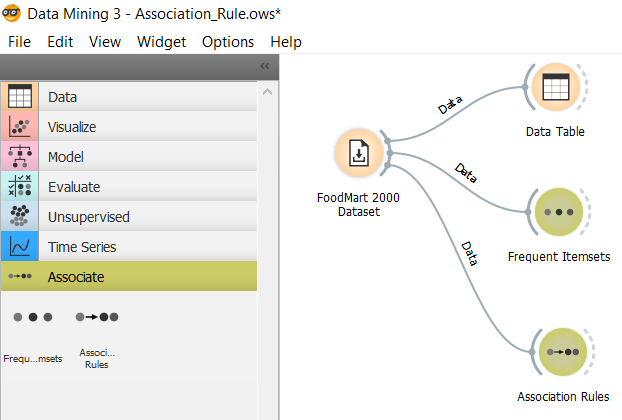 Data Mining 3 - Association_Rule.ows*
File Edit View Widget Options Help
«
Data
Visualize
Model
Evaluate
Unsupervised
Time Series
Associate
Frequ...msets
Associ...
Rules
FoodMart 2000
Dataset
Data
Data
Data
Data Table
Frequent Itemsets
Association Rules